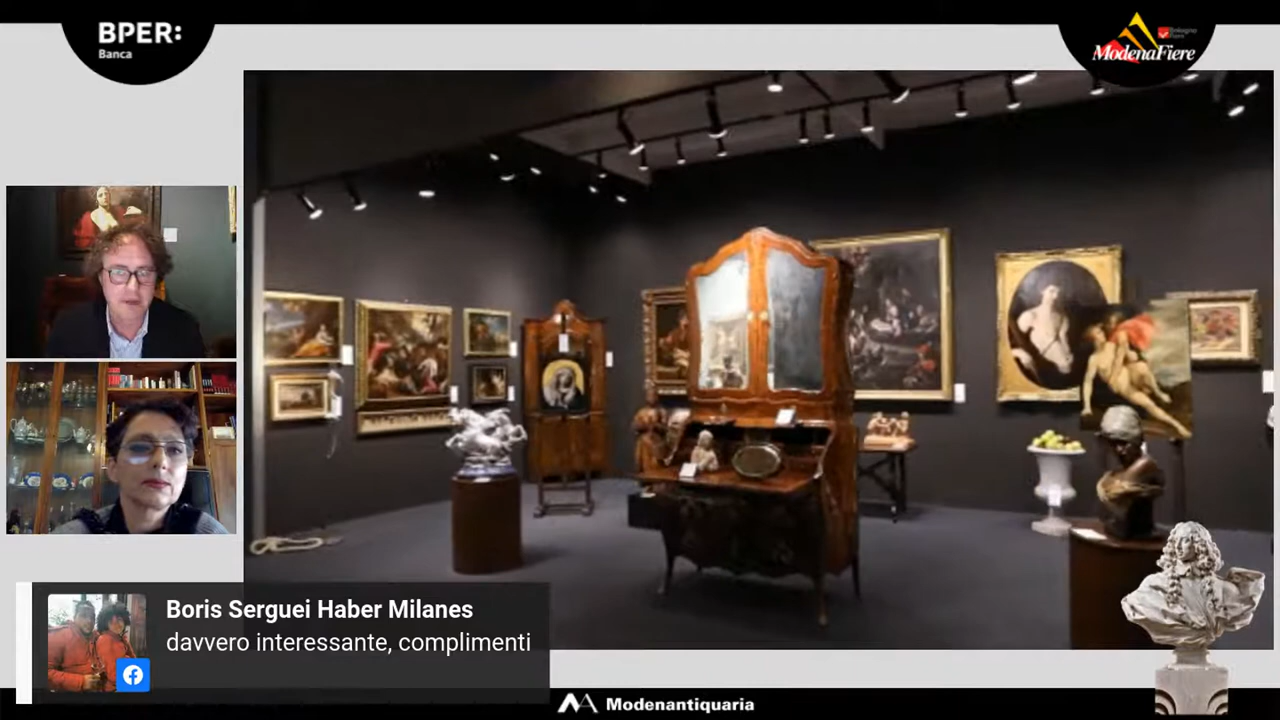 BPER:
Banca
ModenaFiere
Boris Serguei Haber Milanes
davvero interessante, complimenti
Modenantiquaria